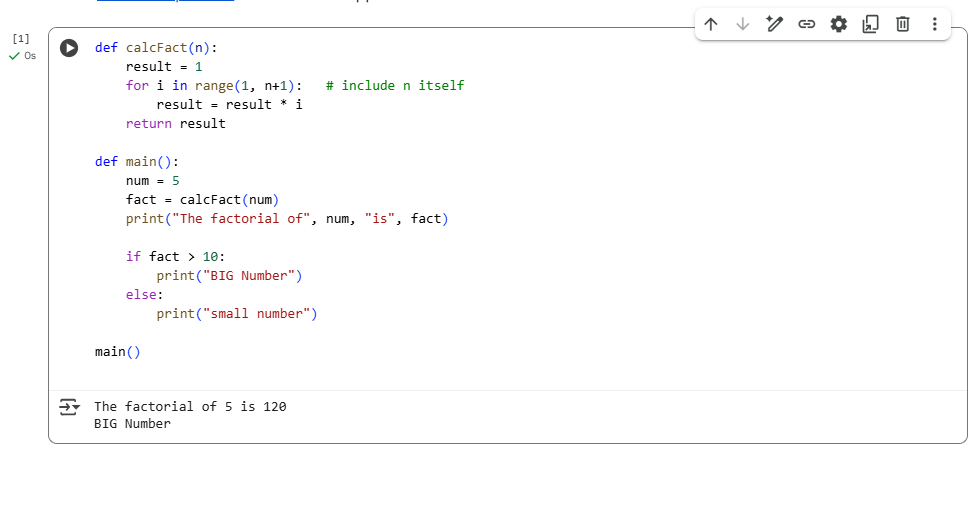 [1]
0s
def calcFact(n):
    result = 1
    for i in range(1, n+1):   # include n itself
        result = result * i
    return result

def main():
    num = 5
    fact = calcFact(num)
    print("The factorial of", num, "is", fact)

    if fact > 10:
        print("BIG Number")
    else:
        print("small number")

main()
The factorial of 5 is 120
BIG Number